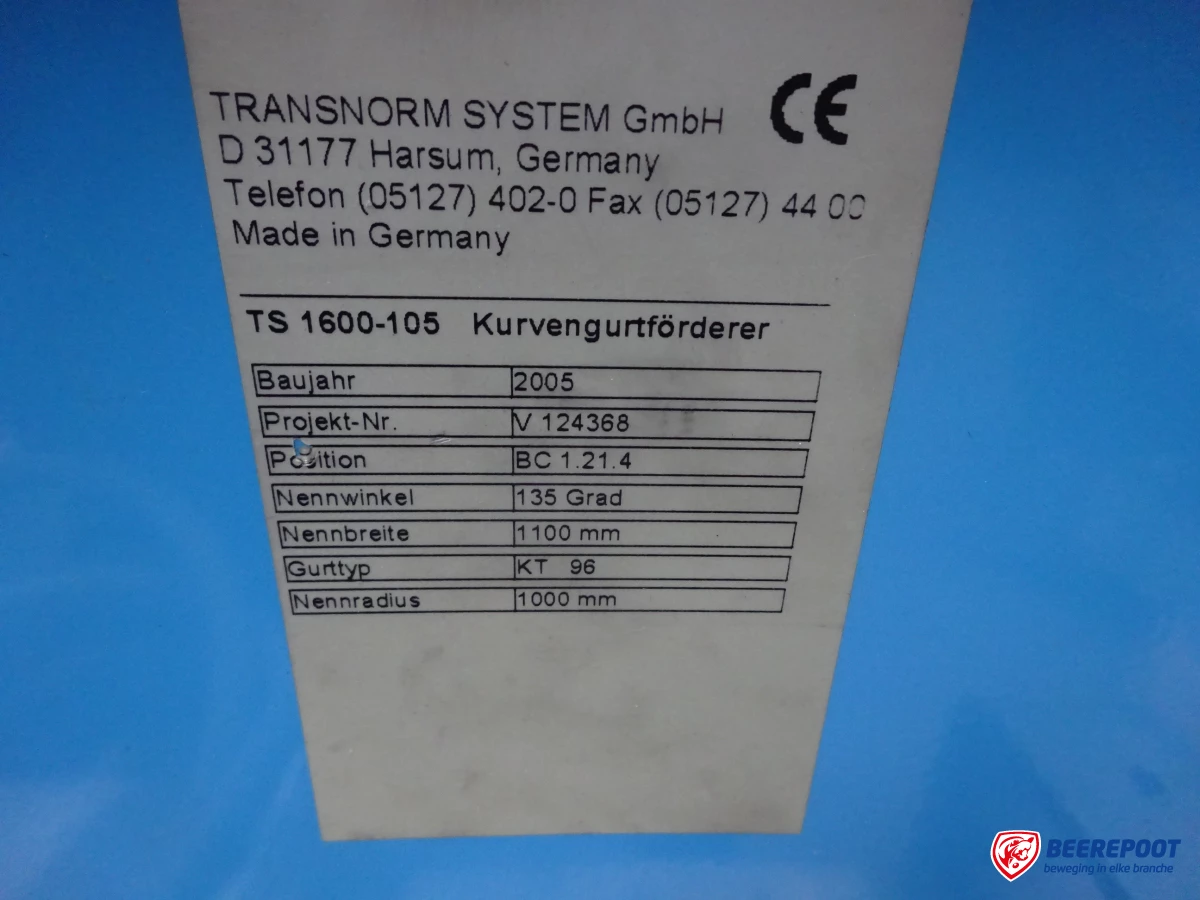 TRANSNORM SYSTEM GmbH CE
D 31177 Harsum, Germany
Telefon (05127) 402-0 Fax (05127) 44 00
Made in Germany
TS 1600-105 Kurvengurtförderer
Baujahr 2005
Projekt-Nr. V 124368
Position BC 1.21.4
Nennwinkel 135 Grad
Nennbreite 1100 mm
Gurttyp KT 96
Nennradius 1000 mm
BEEREPOOT
beweging in elke branche